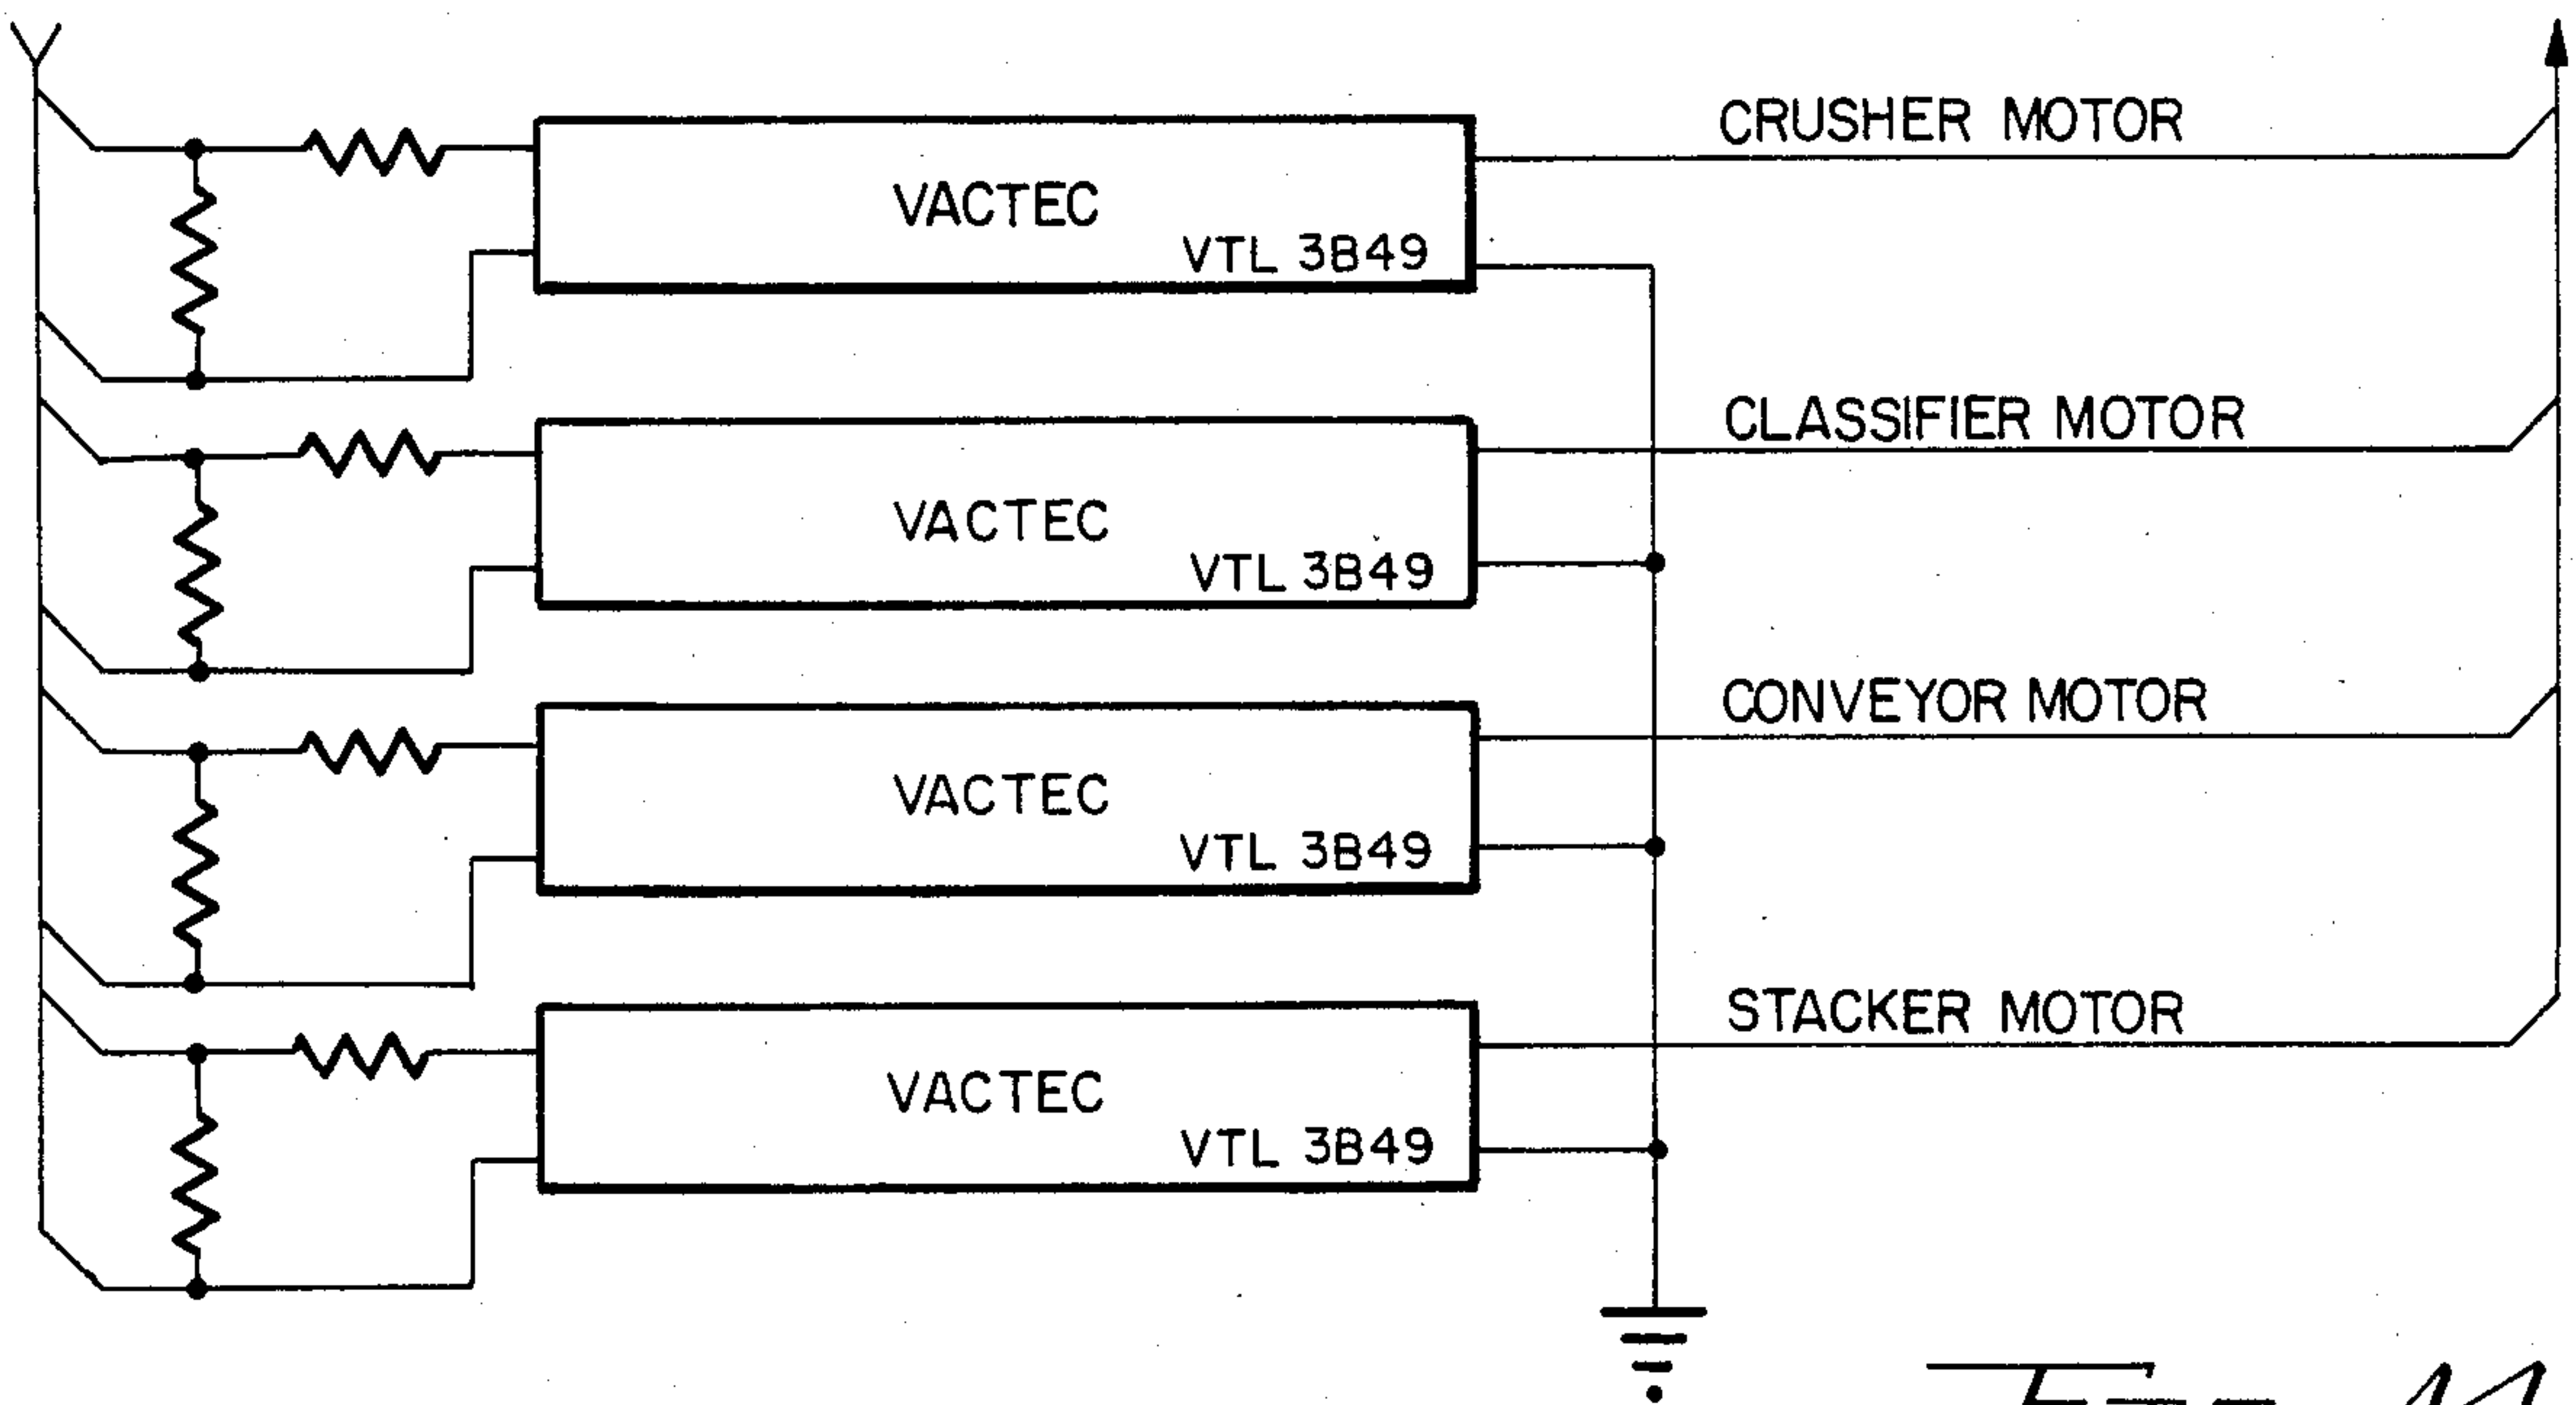 CRUSHER MOTOR
VACTEC
VTL 3B49
CLASSIFIER MOTOR
VACTEC
VTL 3B49
CONVEYOR MOTOR
VACTEC
VTL 3B49
STACKER MOTOR
VACTEC
VTL 3B49